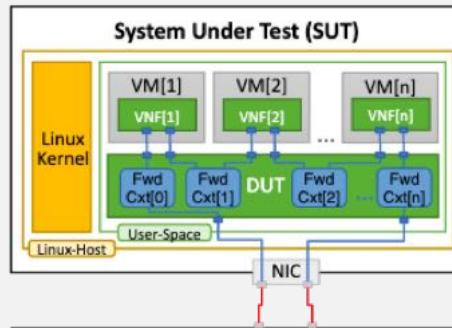 System Under Test (SUT)
VM[1] VM[2] VM[n]
VNF[1] VNF[2] VNF[n]
...
Linux
Kernel
Fwd
Cxt[0]
Fwd
Cxt[1]
DUT
Fwd
Cxt[2]
...
Fwd
Cxt[n]
User-Space
Linux-Host
NIC